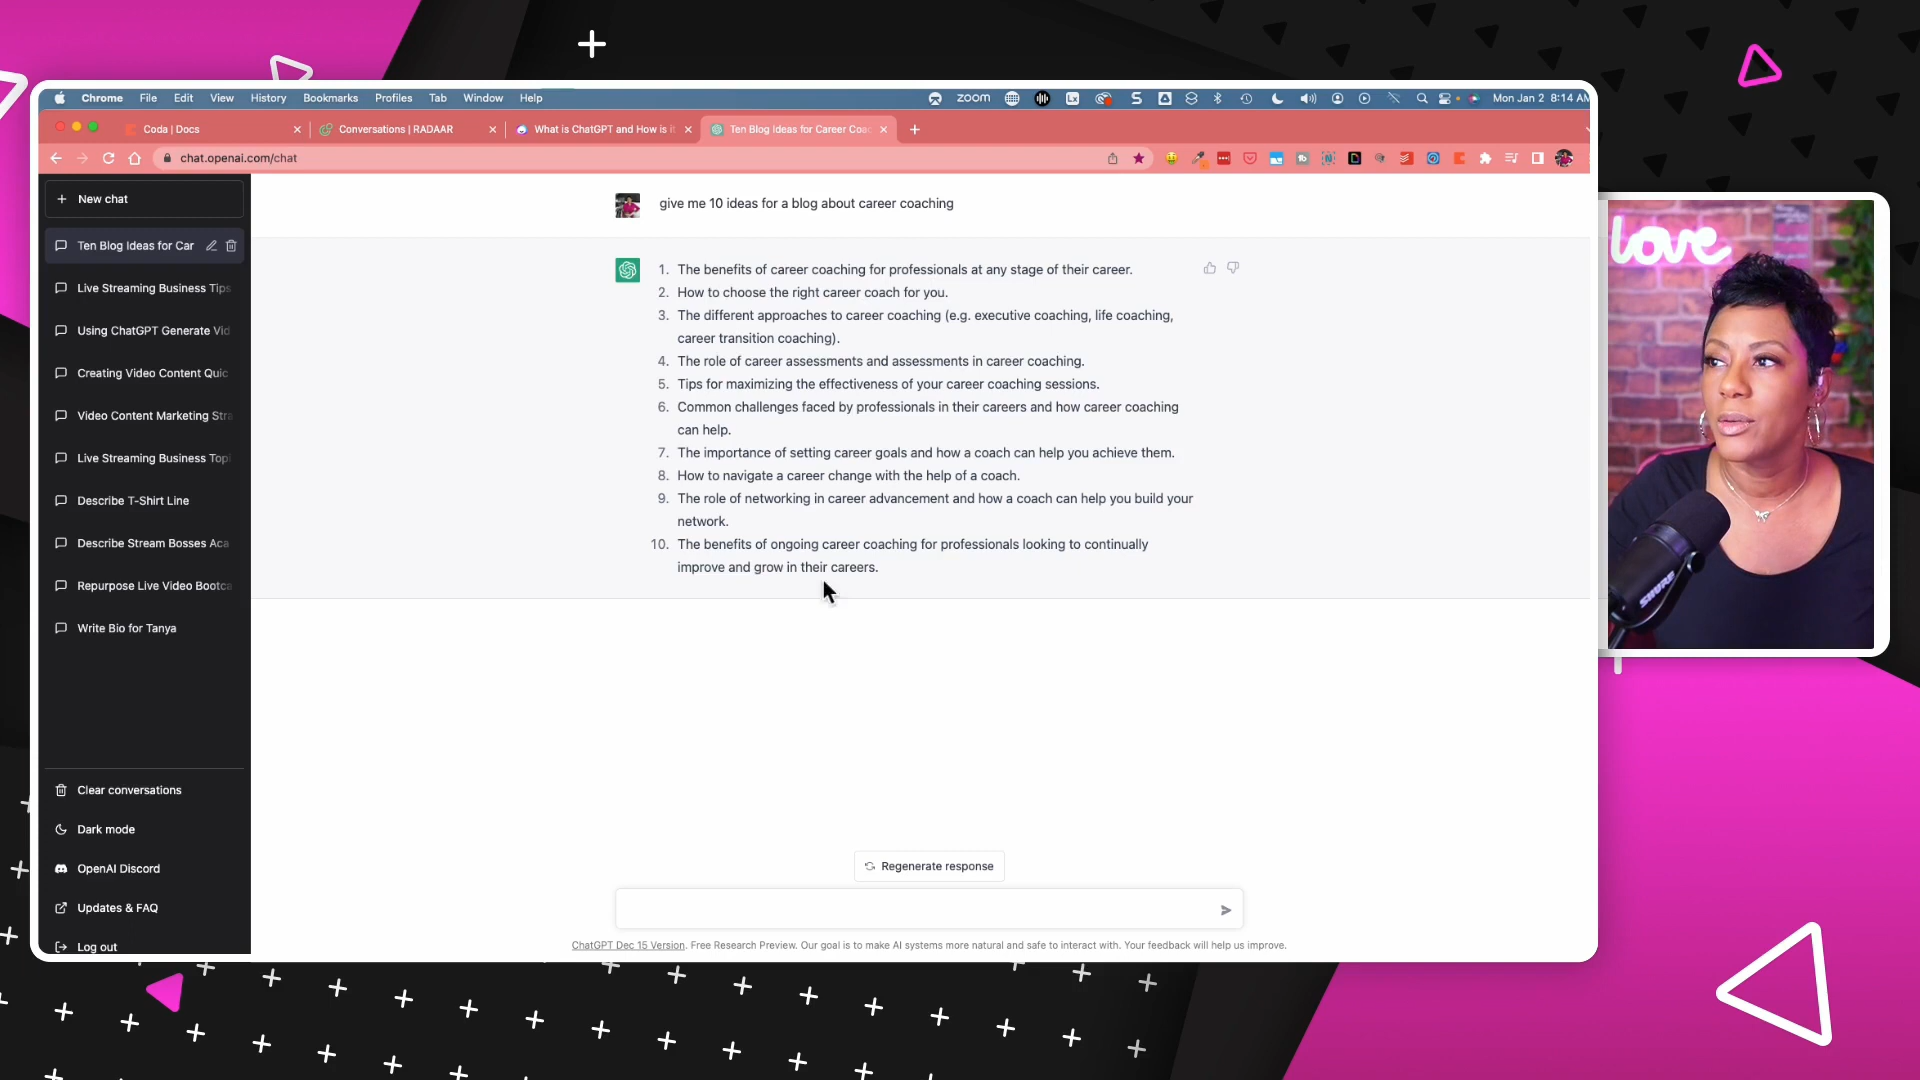 Chrome File Edit View History Bookmarks Profiles Tab Window Help zoom Mon Jan 2 8:14 AM
Coda | Docs
Conversations | RADAAR
What is ChatGPT and How is it
Ten Blog Ideas for Career Coac
chat.openai.com/chat
New chat
Ten Blog Ideas for Car
Live Streaming Business Tips
Using ChatGPT Generate Vid
Creating Video Content Quic
Video Content Marketing Stra
Live Streaming Business Topi
Describe T-Shirt Line
Describe Stream Bosses Aca
Repurpose Live Video Bootca
Write Bio for Tanya
Clear conversations
Dark mode
OpenAI Discord
Updates & FAQ
Log out
give me 10 ideas for a blog about career coaching
1. The benefits of career coaching for professionals at any stage of their career.
2. How to choose the right career coach for you.
3. The different approaches to career coaching (e.g. executive coaching, life coaching,
career transition coaching).
4. The role of career assessments and assessments in career coaching.
5. Tips for maximizing the effectiveness of your career coaching sessions.
6. Common challenges faced by professionals in their careers and how career coaching
can help.
7. The importance of setting career goals and how a coach can help you achieve them.
8. How to navigate a career change with the help of a coach.
9. The role of networking in career advancement and how a coach can help you build your
network.
10. The benefits of ongoing career coaching for professionals looking to continually
improve and grow in their careers.
Regenerate response
ChatGPT Dec 15 Version. Free Research Preview. Our goal is to make AI systems more natural and safe to interact with. Your feedback will help us improve.
love
SHURE